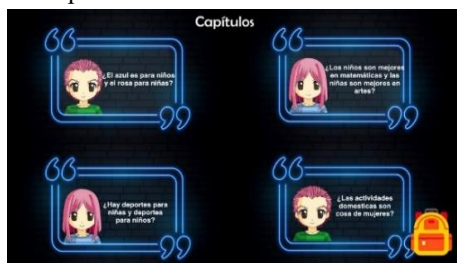 Capítulos
¿El azul es para niños
y el rosa para niñas?
¿Los niños son mejores
en matemáticas y las
niñas son mejores en
artes?
¿Hay deportes para
niñas y deportes
para niños?
¿Las actividades
domesticas son
cosa de mujeres?